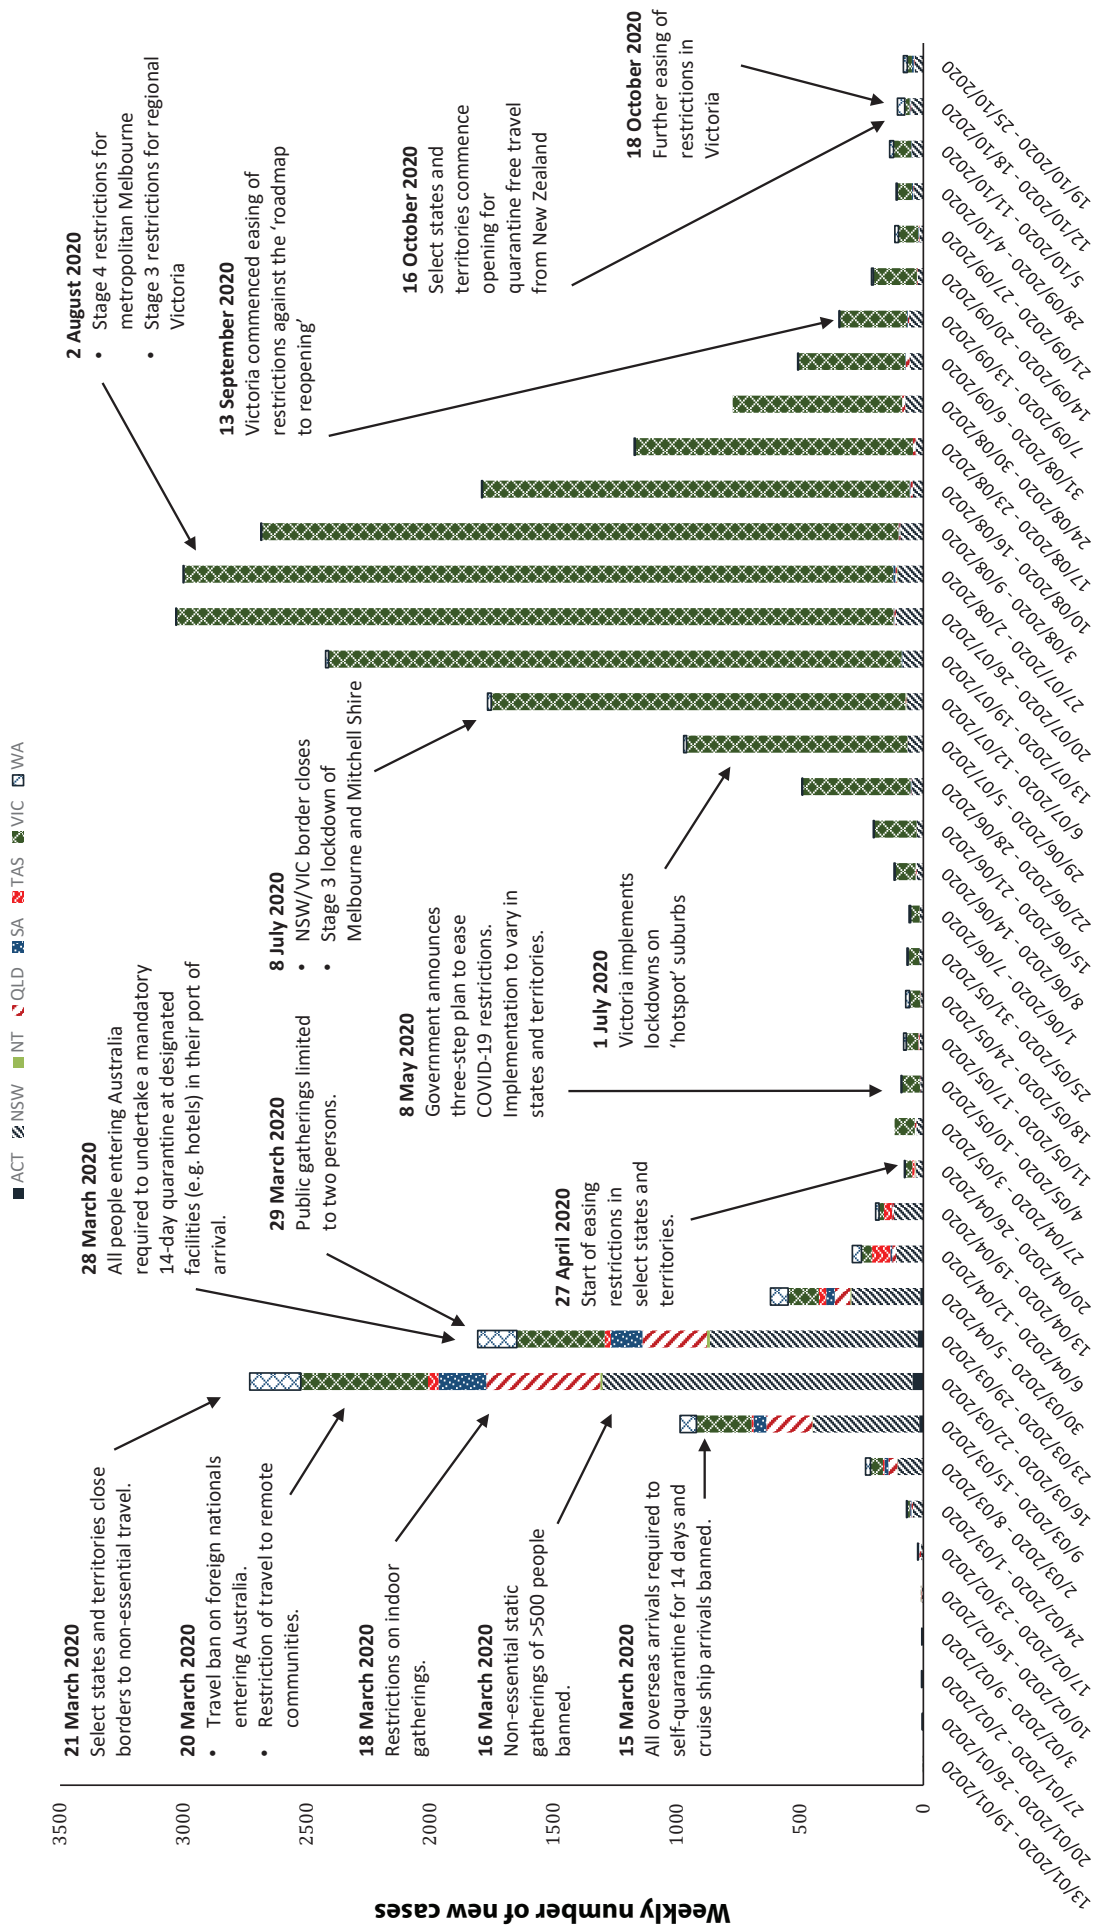 ■ ACT NSW NT QLD SA TAS VIC WA
Weekly number of new cases
3500
3000
2500
2000
1500
1000
500
0
21 March 2020
Select states and territories close
borders to non-essential travel.
20 March 2020
• Travel ban on foreign nationals
entering Australia.
• Restriction of travel to remote
communities.
18 March 2020
Restrictions on indoor
gatherings.
16 March 2020
Non-essential static
gatherings of >500 people
banned.
15 March 2020
All overseas arrivals required to
self-quarantine for 14 days and
cruise ship arrivals banned.
28 March 2020
All people entering Australia
required to undertake a mandatory
14-day quarantine at designated
facilities (e.g. hotels) in their port of
arrival.
29 March 2020
Public gatherings limited
to two persons.
27 April 2020
Start of easing
restrictions in
select states and
territories.
8 May 2020
Government announces
three-step plan to ease
COVID-19 restrictions.
Implementation to vary in
states and territories.
1 July 2020
Victoria implements
lockdowns on
‘hotspot’ suburbs
8 July 2020
• NSW/VIC border closes
• Stage 3 lockdown of
Melbourne and Mitchell Shire
2 August 2020
• Stage 4 restrictions for
metropolitan Melbourne
• Stage 3 restrictions for regional
Victoria
13 September 2020
Victoria commenced easing of
restrictions against the ‘roadmap
to reopening’
16 October 2020
Select states and
territories commence
opening for
quarantine free travel
from New Zealand
18 October 2020
Further easing of
restrictions in
Victoria
13/01/2020 - 19/01/2020
20/01/2020 - 26/01/2020
27/01/2020 - 2/02/2020
3/02/2020 - 9/02/2020
10/02/2020 - 16/02/2020
17/02/2020 - 23/02/2020
24/02/2020 - 1/03/2020
2/03/2020 - 8/03/2020
9/03/2020 - 15/03/2020
16/03/2020 - 22/03/2020
23/03/2020 - 29/03/2020
30/03/2020 - 5/04/2020
6/04/2020 - 12/04/2020
13/04/2020 - 19/04/2020
20/04/2020 - 26/04/2020
27/04/2020 - 3/05/2020
4/05/2020 - 10/05/2020
11/05/2020 - 17/05/2020
18/05/2020 - 24/05/2020
25/05/2020 - 31/05/2020
1/06/2020 - 7/06/2020
8/06/2020 - 14/06/2020
15/06/2020 - 21/06/2020
22/06/2020 - 28/06/2020
29/06/2020 - 5/07/2020
6/07/2020 - 12/07/2020
13/07/2020 - 19/07/2020
20/07/2020 - 26/07/2020
27/07/2020 - 2/08/2020
3/08/2020 - 9/08/2020
10/08/2020 - 16/08/2020
17/08/2020 - 23/08/2020
24/08/2020 - 30/08/2020
31/08/2020 - 6/09/2020
7/09/2020 - 13/09/2020
14/09/2020 - 20/09/2020
21/09/2020 - 27/09/2020
28/09/2020 - 4/10/2020
5/10/2020 - 11/10/2020
12/10/2020 - 18/10/2020
19/10/2020 - 25/10/2020